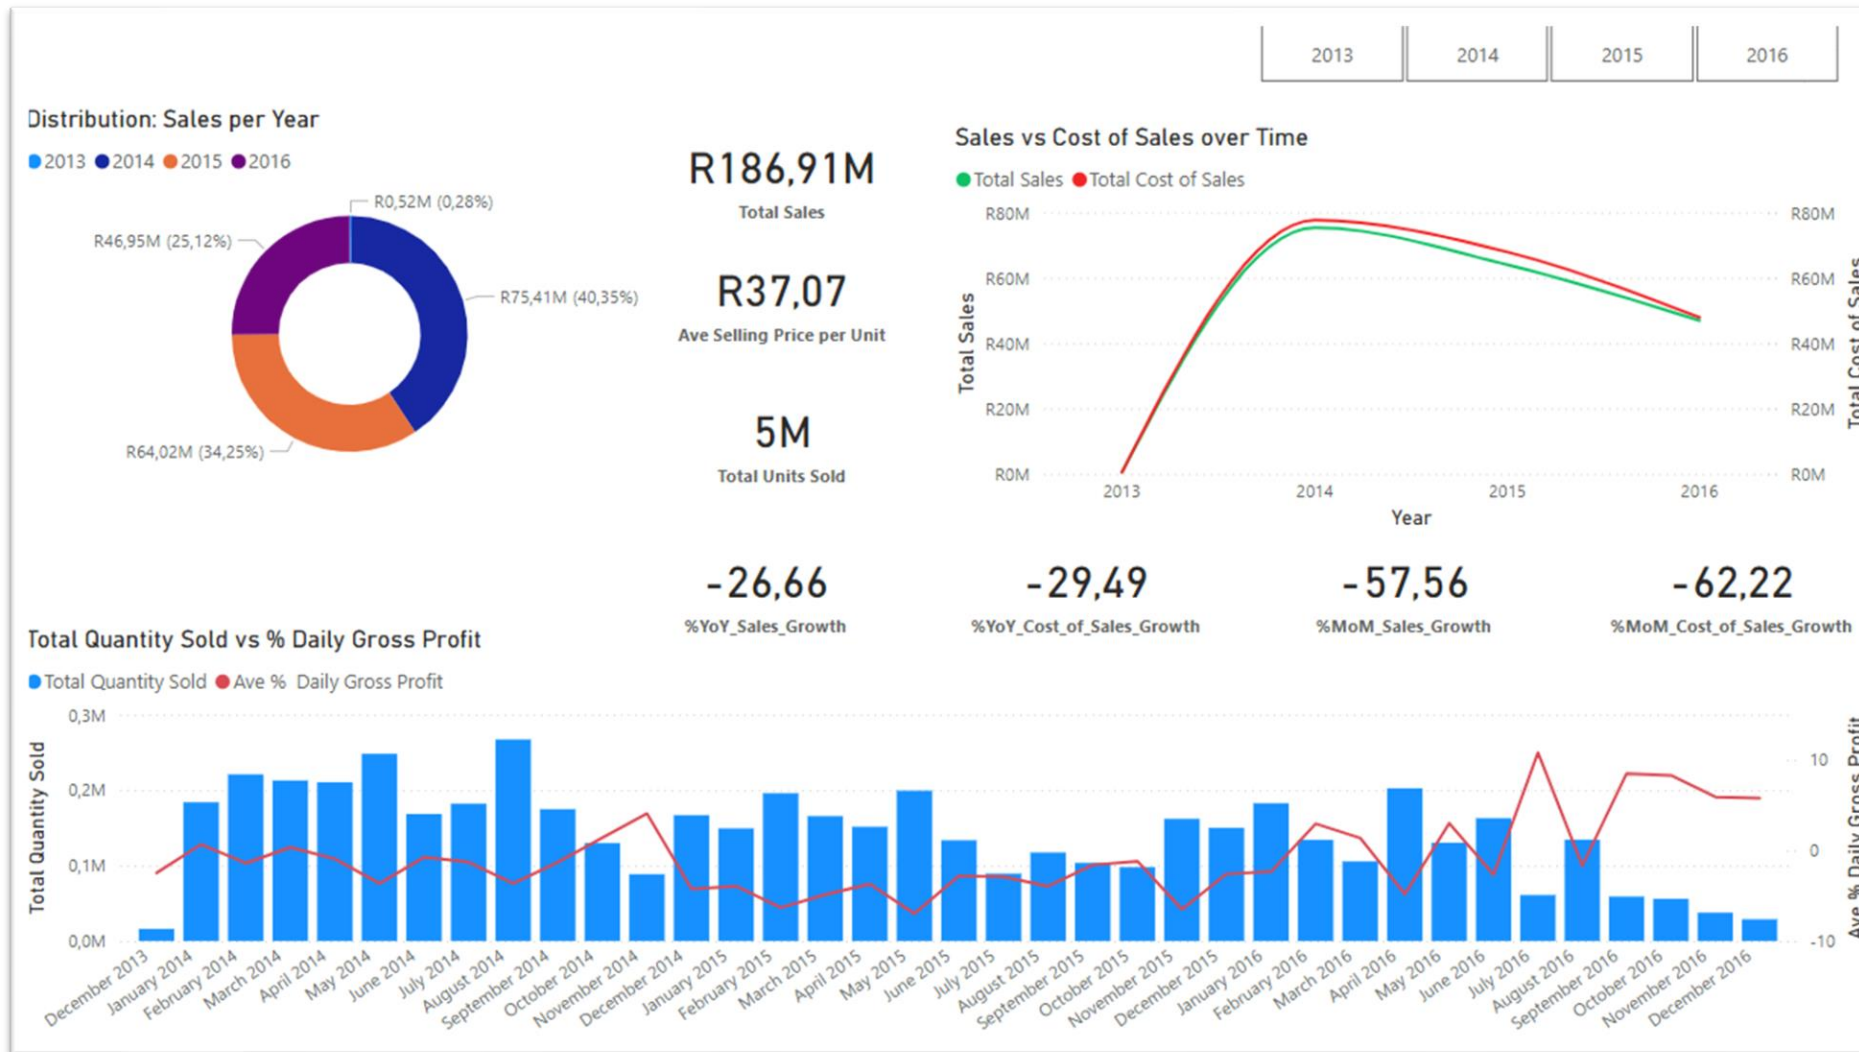 2013 2014 2015 2016
Distribution: Sales per Year
2013 2014 2015 2016
R0,52M (0,28%)
R46,95M (25,12%)
R75,41M (40,35%)
R64,02M (34,25%)
R186,91M
Total Sales
R37,07
Ave Selling Price per Unit
5M
Total Units Sold
Sales vs Cost of Sales over Time
Total Sales Total Cost of Sales
R80M R80M
R60M R60M
R40M R40M
R20M R20M
R0M R0M
Total Sales
Total Cost of Sales
2013 2014 2015 2016
Year
-26,66
%YoY_Sales_Growth
-29,49
%YoY_Cost_of_Sales_Growth
-57,56
%MoM_Sales_Growth
-62,22
%MoM_Cost_of_Sales_Growth
Total Quantity Sold vs % Daily Gross Profit
Total Quantity Sold Ave % Daily Gross Profit
0,3M
0,2M
0,1M
0,0M
Total Quantity Sold
10
0
-10
Ave % Daily Gross Profit
December 2013
January 2014
February 2014
March 2014
April 2014
May 2014
June 2014
July 2014
August 2014
September 2014
October 2014
November 2014
December 2014
January 2015
February 2015
March 2015
April 2015
May 2015
June 2015
July 2015
August 2015
September 2015
October 2015
November 2015
December 2015
January 2016
February 2016
March 2016
April 2016
May 2016
June 2016
July 2016
August 2016
September 2016
October 2016
November 2016
December 2016